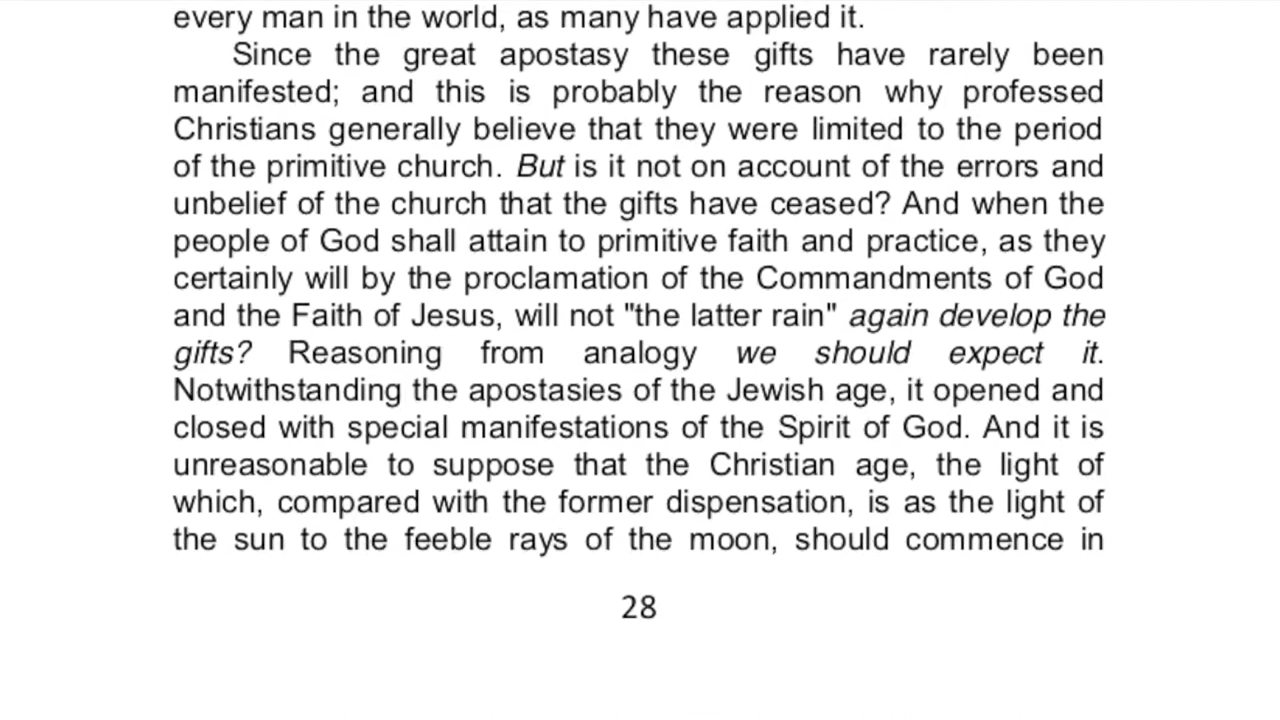 every man in the world, as many have applied it.
Since the great apostasy these gifts have rarely been
manifested; and this is probably the reason why professed
Christians generally believe that they were limited to the period
of the primitive church. But is it not on account of the errors and
unbelief of the church that the gifts have ceased? And when the
people of God shall attain to primitive faith and practice, as they
certainly will by the proclamation of the Commandments of God
and the Faith of Jesus, will not "the latter rain" again develop the
gifts? Reasoning from analogy we should expect it.
Notwithstanding the apostasies of the Jewish age, it opened and
closed with special manifestations of the Spirit of God. And it is
unreasonable to suppose that the Christian age, the light of
which, compared with the former dispensation, is as the light of
the sun to the feeble rays of the moon, should commence in
28